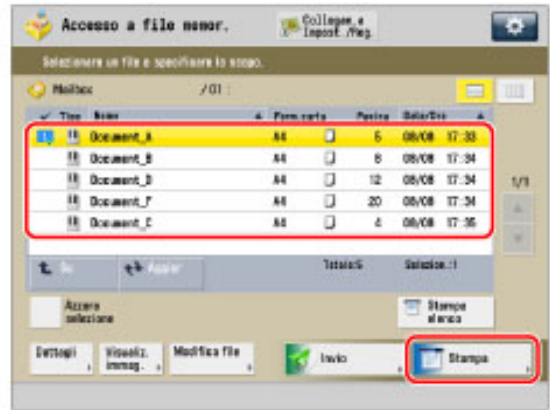 Accesso a file memor.
Collegam. e
Impost. /Reg.
Selezionare un file e specificare lo scopo.
Mailbox /01 :
Tipo Nome Form.carta Pagina Data/Ora
1 Document_A A4 5 08/08 17:33
Document_B A4 8 08/08 17:34
Document_D A4 12 08/08 17:34
Document_F A4 20 08/08 17:34
Document_C A4 4 08/08 17:35
1/1
Su Aggior Totale:5 Selezion.:1
Azzera
selezione
Stampa
elenco
Dettagli
Visualiz.
immag.
Modifica file
Invio
Stampa